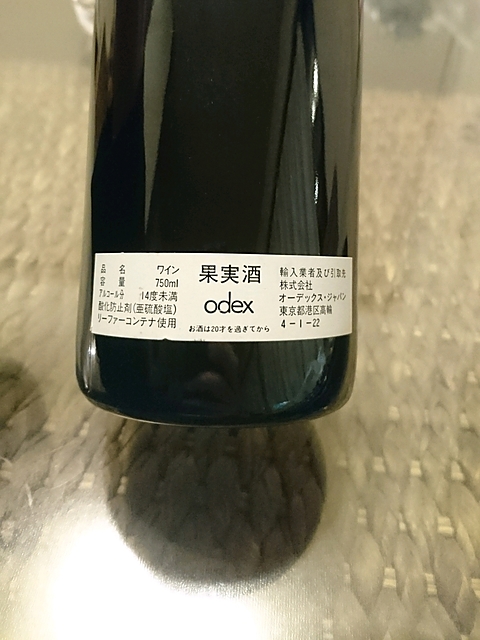 品名 ワイン
容量 750ml
アルコール分 14度未満
酸化防止剤(亜硫酸塩)
リーファーコンテナ使用
果実酒
odex
お酒は20才を過ぎてから
輸入業者及び引取先
株式会社
オーデックス・ジャパン
東京都港区高輪
4-1-22